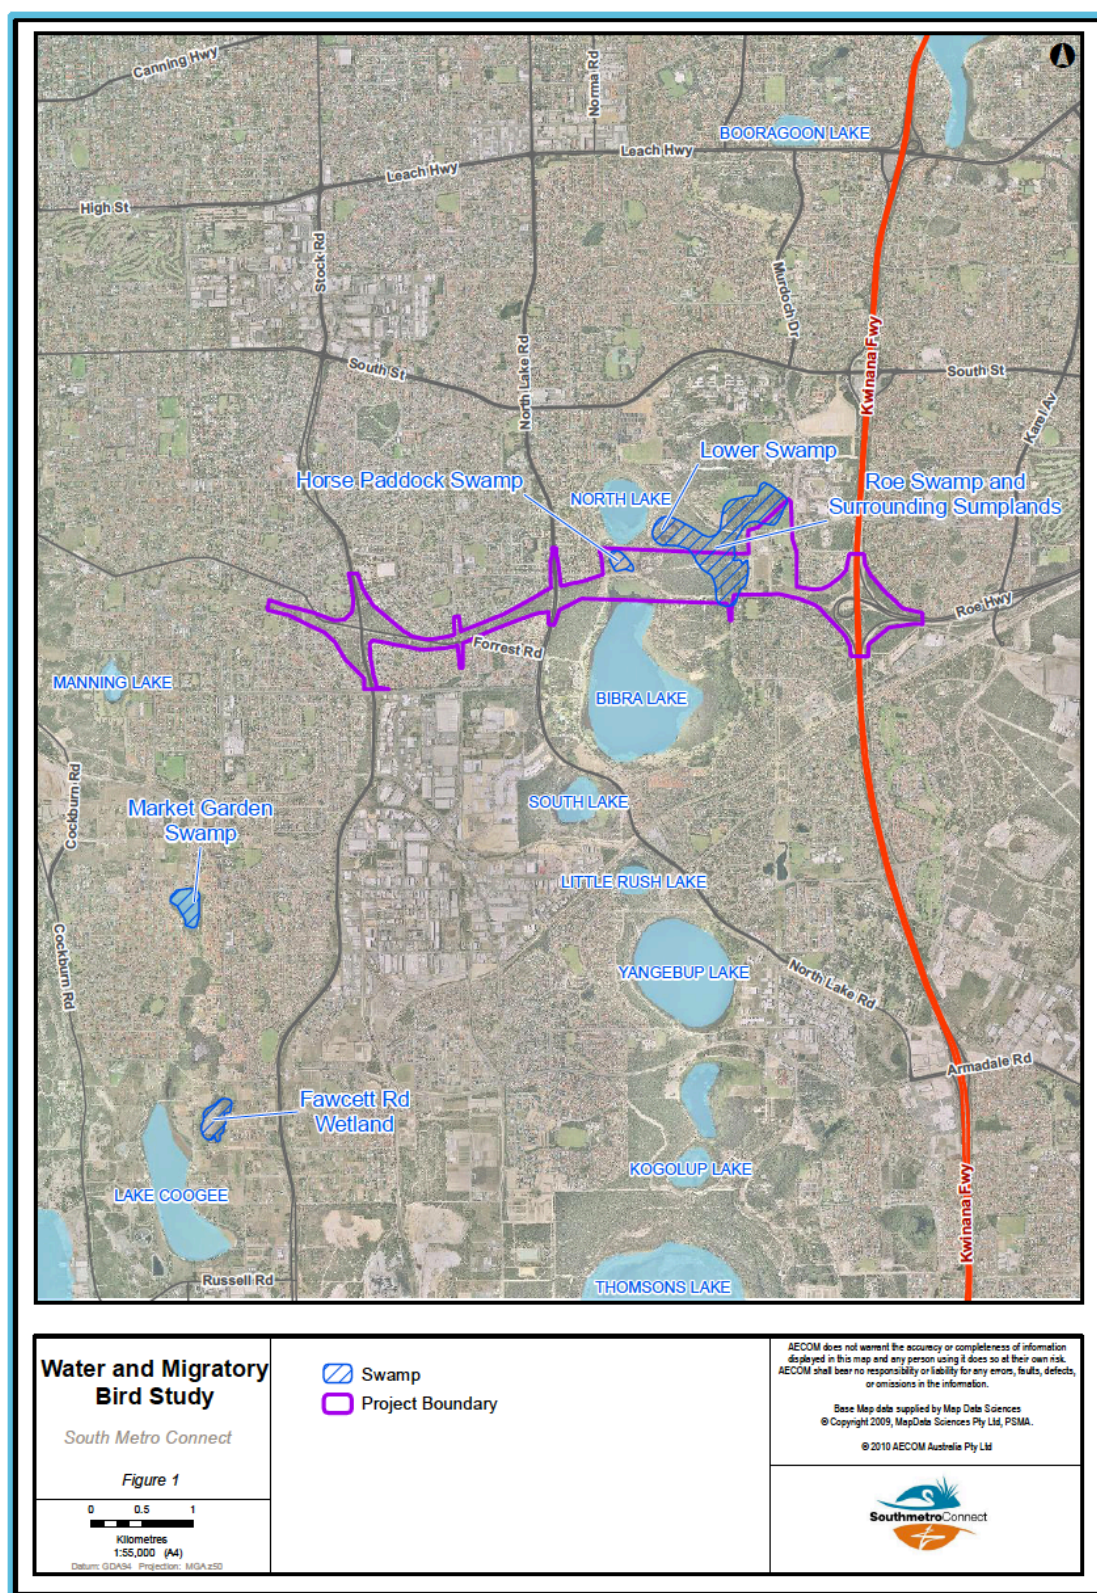 Canning Hwy
Norma Rd
BOORAGOON LAKE
Leach Hwy
Leach Hwy
High St
Stock Rd
Murdoch Dr
Kwinana Fwy
North Lake Rd
South St
South St
Karel Av
Lower Swamp
Horse Paddock Swamp
NORTH LAKE
Roe Swamp and
Surrounding Sumplands
Roe Hwy
Forrest Rd
MANNING LAKE
BIBRA LAKE
Cockburn Rd
Market Garden
Swamp
SOUTH LAKE
LITTLE RUSH LAKE
Cockburn Rd
YANGEBUP LAKE
North Lake Rd
Armadale Rd
Fawcett Rd
Wetland
KOGOLUP LAKE
LAKE COOGEE
Kwinana Fwy
Russell Rd
THOMSONS LAKE
Water and Migratory
Bird Study
South Metro Connect
Figure 1
0 0.5 1
Kilometres
1:55,000 (A4)
Datum: GDA94 Projection: MGA z50
Swamp
Project Boundary
AECOM does not warrant the accuracy or completeness of information
displayed in this map and any person using it does so at their own risk.
AECOM shall bear no responsibility or liability for any errors, faults, defects,
or omissions in the information.
Base Map data supplied by Map Data Sciences
© Copyright 2009, MapData Sciences Pty Ltd, PSMA.
© 2010 AECOM Australia Pty Ltd
SouthmetroConnect